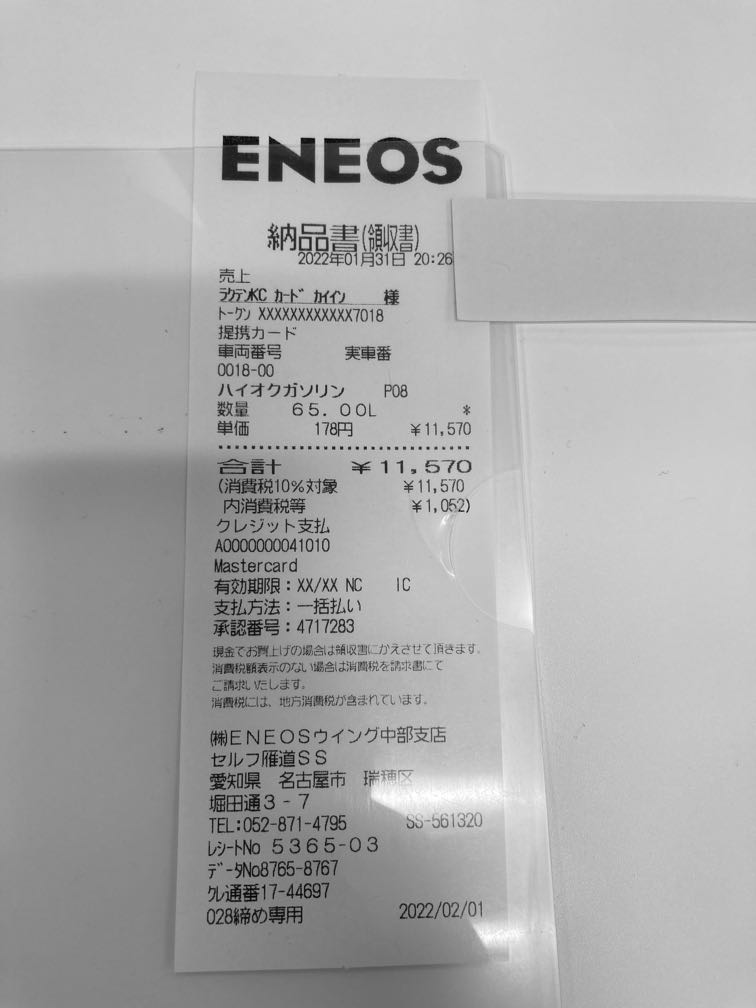 ENEOS
納品書(領収書)
2022年01月31日 20:26
売上
ラクテンKC カード カイイン 様
トークン XXXXXXXXXXXX7018
提携カード
車両番号 実車番
0018-00
ハイオクガソリン P08
数量 65.00L *
単価 178円 ¥11,570
合計 ¥11,570
(消費税10%対象 ¥11,570
内消費税等 ¥1,052)
クレジット支払
A0000000041010
Mastercard
有効期限:XX/XX NC IC
支払方法:一括払い
承認番号:4717283
現金でお買上げの場合は領収書にかえさせて頂きます。
消費税額表示のない場合は消費税を請求書にて
ご請求いたします。
消費税には、地方消費税が含まれています。
(株)ENEOSウイング中部支店
セルフ雁道SS
愛知県 名古屋市 瑞穂区
堀田通3-7
TEL:052-871-4795 SS-561320
レシートNo 5365-03
データNo8765-8767
クレ通番17-44697
028締め専用 2022/02/01